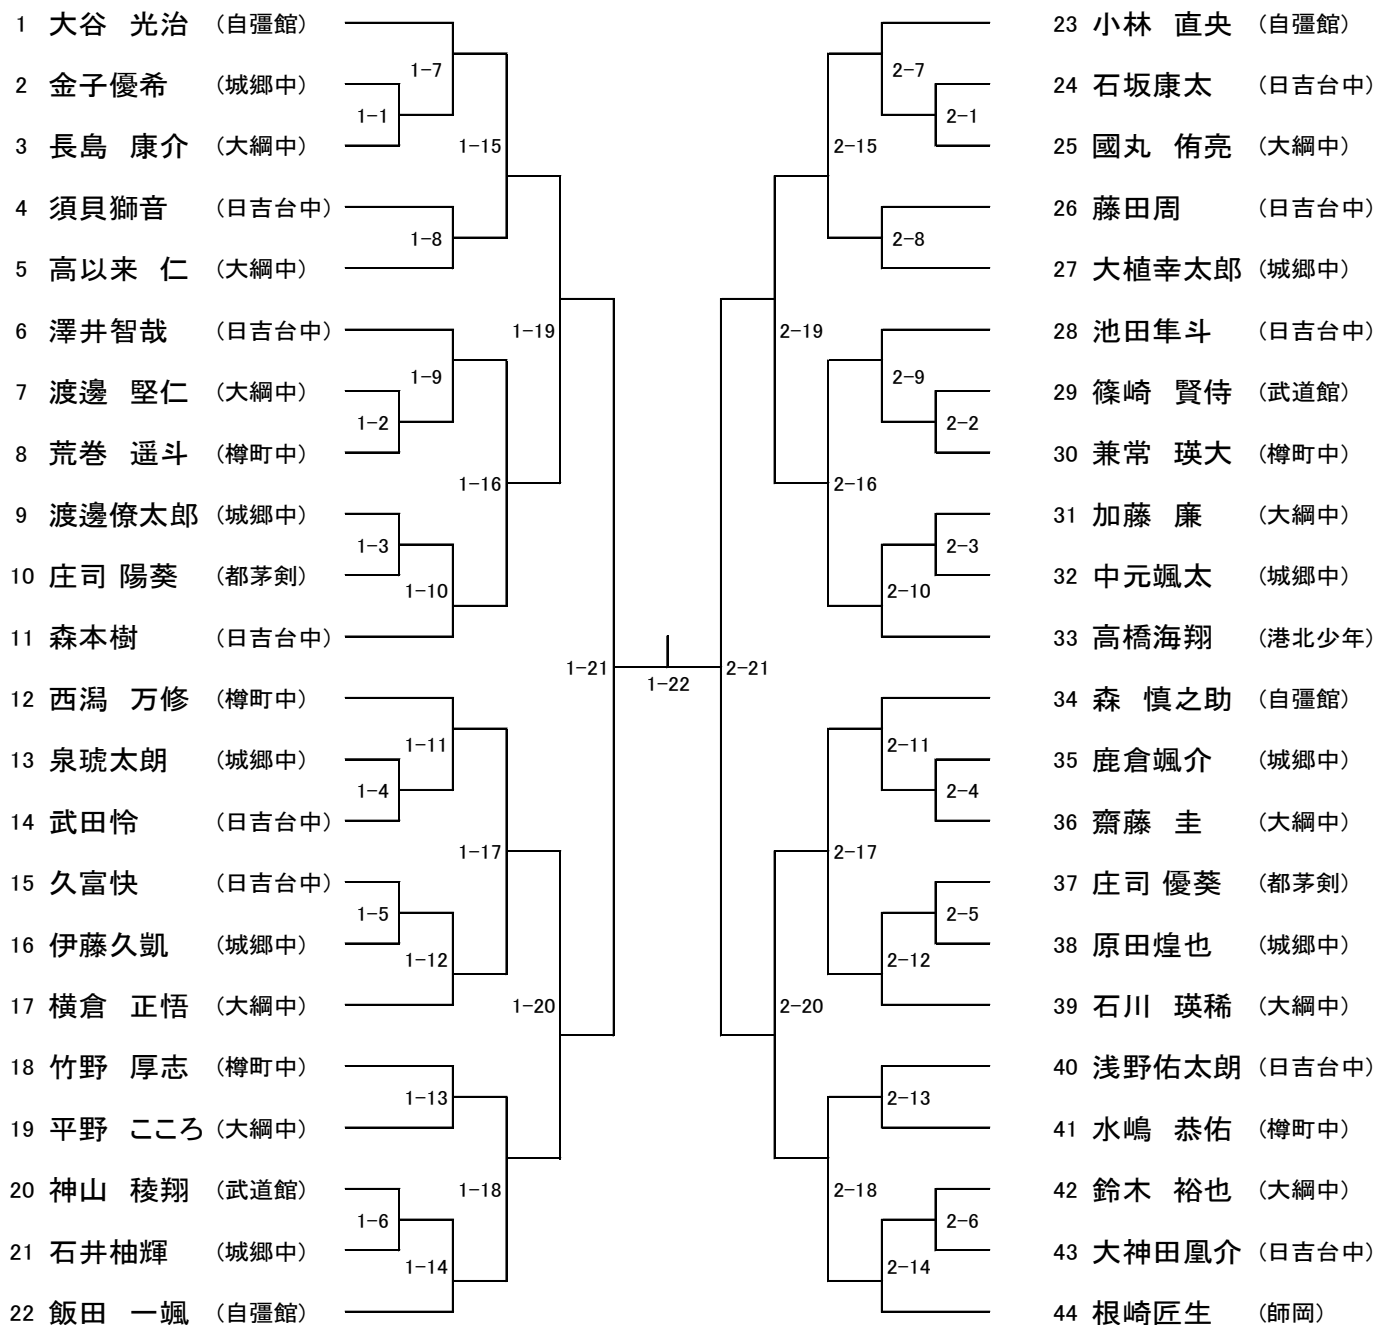 1 大谷 光治 （自彊館）
2 金子優希 （城郷中）
3 長島 康介 （大綱中）
4 須貝獅音 （日吉台中）
5 高以来 仁 （大綱中）
6 澤井智哉 （日吉台中）
7 渡邊 堅仁 （大綱中）
8 荒巻 遥斗 （樽町中）
9 渡邊僚太郎 （城郷中）
10 庄司 陽葵 （都茅剣）
11 森本樹 （日吉台中）
12 西潟 万修 （樽町中）
13 泉琥太朗 （城郷中）
14 武田怜 （日吉台中）
15 久富快 （日吉台中）
16 伊藤久凱 （城郷中）
17 横倉 正悟 （大綱中）
18 竹野 厚志 （樽町中）
19 平野 こころ （大綱中）
20 神山 稜翔 （武道館）
21 石井柚輝 （城郷中）
22 飯田 一颯 （自彊館）
1-1
1-2
1-3
1-4
1-5
1-6
1-7
1-8
1-9
1-10
1-11
1-12
1-13
1-14
1-15
1-16
1-17
1-18
1-19
1-20
1-21
1-22
2-21
2-19
2-20
2-15
2-16
2-17
2-18
2-7
2-8
2-9
2-10
2-11
2-12
2-13
2-14
2-1
2-2
2-3
2-4
2-5
2-6
23 小林 直央 （自彊館）
24 石坂康太 （日吉台中）
25 國丸 侑亮 （大綱中）
26 藤田周 （日吉台中）
27 大植幸太郎 （城郷中）
28 池田隼斗 （日吉台中）
29 篠崎 賢侍 （武道館）
30 兼常 瑛大 （樽町中）
31 加藤 廉 （大綱中）
32 中元颯太 （城郷中）
33 高橋海翔 （港北少年）
34 森 慎之助 （自彊館）
35 鹿倉颯介 （城郷中）
36 齋藤 圭 （大綱中）
37 庄司 優葵 （都茅剣）
38 原田煌也 （城郷中）
39 石川 瑛稀 （大綱中）
40 浅野佑太朗 （日吉台中）
41 水嶋 恭佑 （樽町中）
42 鈴木 裕也 （大綱中）
43 大神田凰介 （日吉台中）
44 根崎匠生 （師岡）